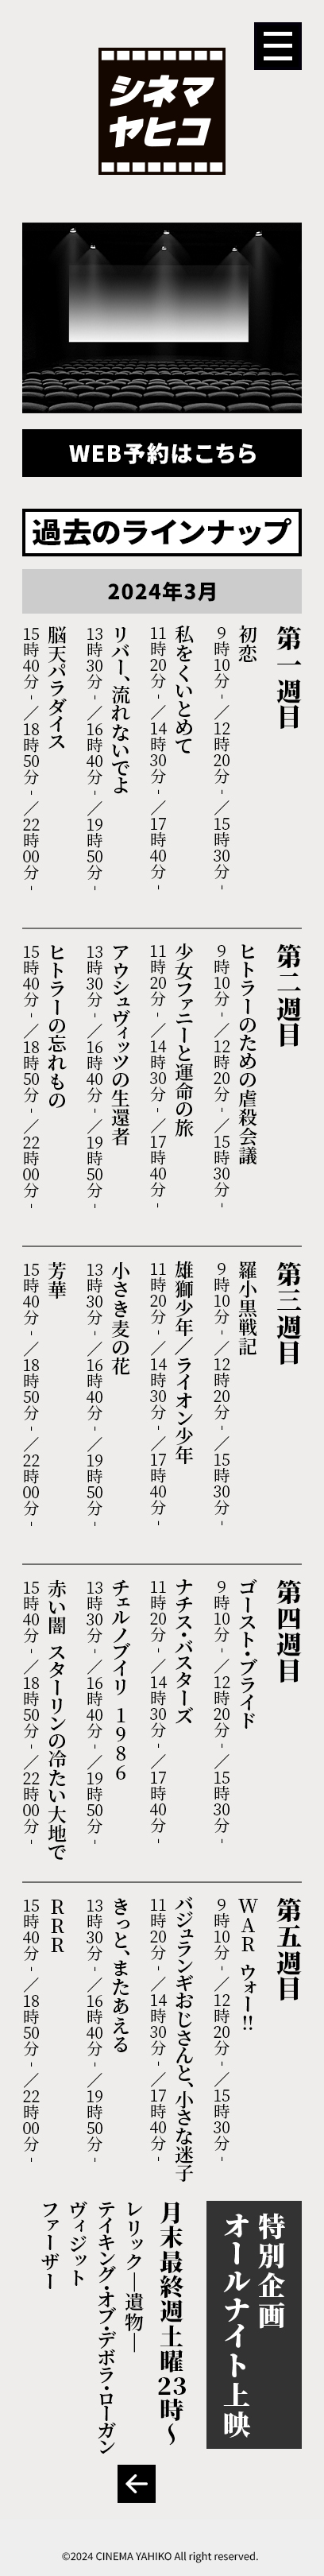 シネマ
ヤヒコ
WEB予約はこちら
過去のラインナップ
2024年3月
第一週目
初恋
9時10分 - ／12時20分 - ／15時30分 -
私をくいとめて
11時20分 - ／14時30分 - ／17時40分 -
リバー、流れないでよ
13時30分 - ／16時40分 - ／19時50分 -
脳天パラダイス
15時40分 - ／18時50分 - ／22時00分 -
第二週目
ヒトラーのための虐殺会議
9時10分 - ／12時20分 - ／15時30分 -
少女ファニーと運命の旅
11時20分 - ／14時30分 - ／17時40分 -
アウシュヴィッツの生還者
13時30分 - ／16時40分 - ／19時50分 -
ヒトラーの忘れもの
15時40分 - ／18時50分 - ／22時00分 -
第三週目
羅小黒戦記
9時10分 - ／12時20分 - ／15時30分 -
雄獅少年／ライオン少年
11時20分 - ／14時30分 - ／17時40分 -
小さき麦の花
13時30分 - ／16時40分 - ／19時50分 -
芳華
15時40分 - ／18時50分 - ／22時00分 -
第四週目
ゴースト・ブライド
9時10分 - ／12時20分 - ／15時30分 -
ナチス・バスターズ
11時20分 - ／14時30分 - ／17時40分 -
チェルノブイリ 1986
13時30分 - ／16時40分 - ／19時50分 -
赤い闇 スターリンの冷たい大地で
15時40分 - ／18時50分 - ／22時00分 -
第五週目
WAR ウォー!!
9時10分 - ／12時20分 - ／15時30分 -
バジュランギおじさんと、小さな迷子
11時20分 - ／14時30分 - ／17時40分 -
きっと、またあえる
13時30分 - ／16時40分 - ／19時50分 -
RRR
15時40分 - ／18時50分 - ／22時00分 -
特別企画
オールナイト上映
月末最終週土曜23時〜
レリック―遺物―
テイキング・オブ・デボラ・ローガン
ヴィジット
ファーザー
©2024 CINEMA YAHIKO All right reserved.